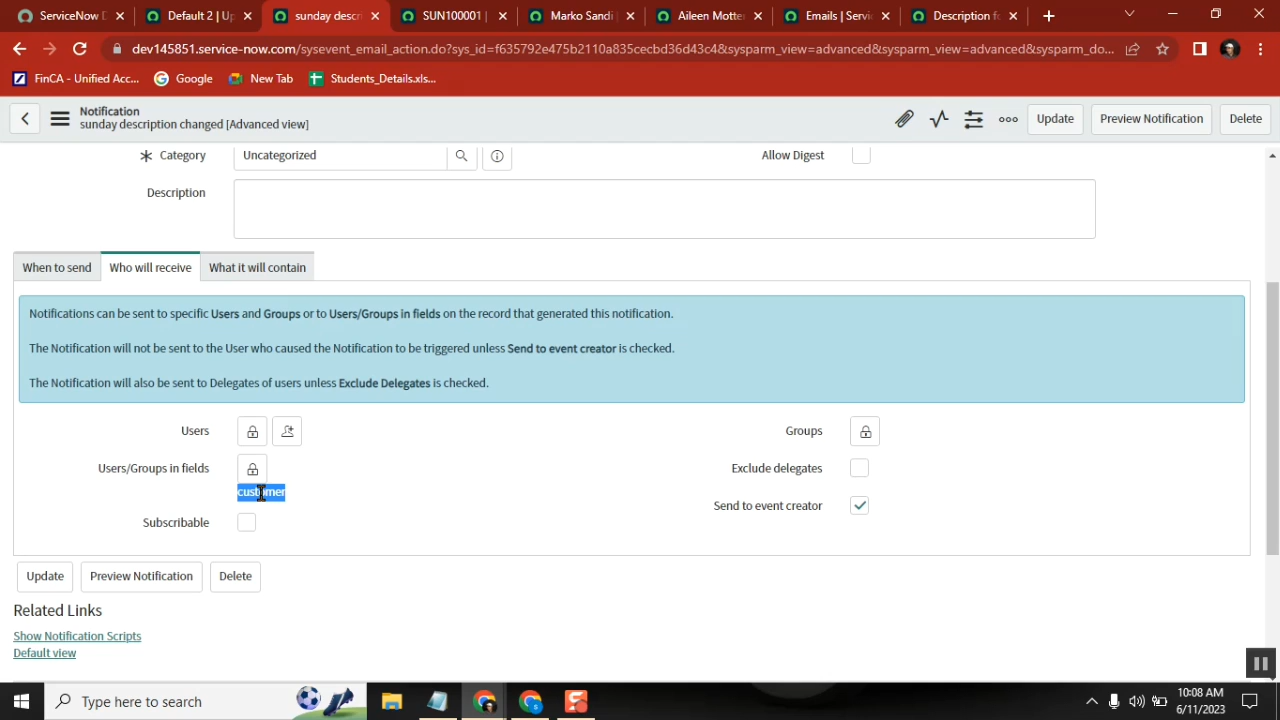 ServiceNow D
Default 2 | Up
sunday descri
SUN100001 |
Marko Sandi |
Aileen Motter
Emails | Servic
Description fo
dev145851.service-now.com/sysevent_email_action.do?sys_id=f635792e475b2110a835cecbd36d43c4&sysparm_view=advanced&sysparm_view=advanced&sysparm_do...
FinCA - Unified Acc...
Google
New Tab
Students_Details.xls...
Notification
sunday description changed [Advanced view]
Update
Preview Notification
Delete
Category
Uncategorized
Allow Digest
Description
When to send
Who will receive
What it will contain
Notifications can be sent to specific Users and Groups or to Users/Groups in fields on the record that generated this notification.
The Notification will not be sent to the User who caused the Notification to be triggered unless Send to event creator is checked.
The Notification will also be sent to Delegates of users unless Exclude Delegates is checked.
Users
Groups
Users/Groups in fields
Exclude delegates
customer
Send to event creator
Subscribable
Update
Preview Notification
Delete
Related Links
Show Notification Scripts
Default view
Type here to search
10:08 AM
6/11/2023